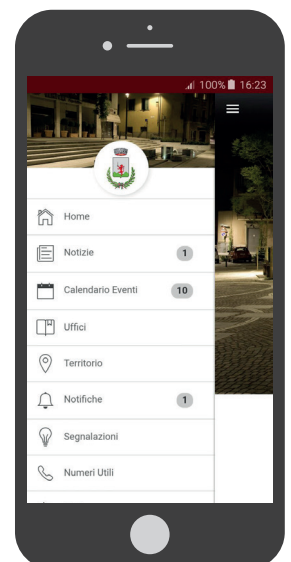 100% 16:23
Home
Notizie 1
Calendario Eventi 10
Uffici
Territorio
Notifiche 1
Segnalazioni
Numeri Utili